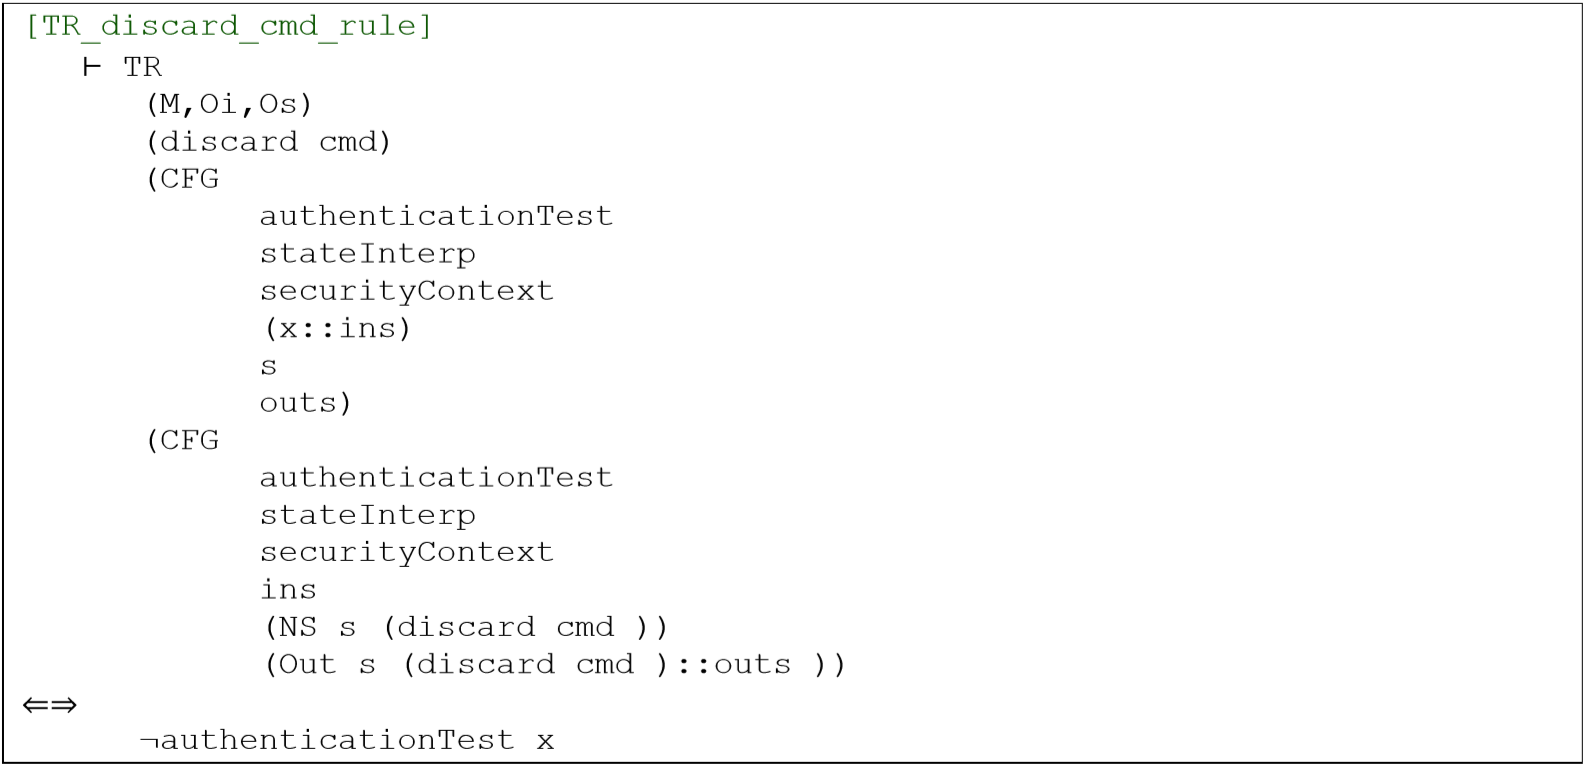 [TR_discard_cmd_rule]
⊢ TR
(M,Oi,Os)
(discard cmd)
(CFG
authenticationTest
stateInterp
securityContext
(x::ins)
s
outs)
(CFG
authenticationTest
stateInterp
securityContext
ins
(NS s (discard cmd ))
(Out s (discard cmd )::outs ))
⇐⇒
¬authenticationTest x